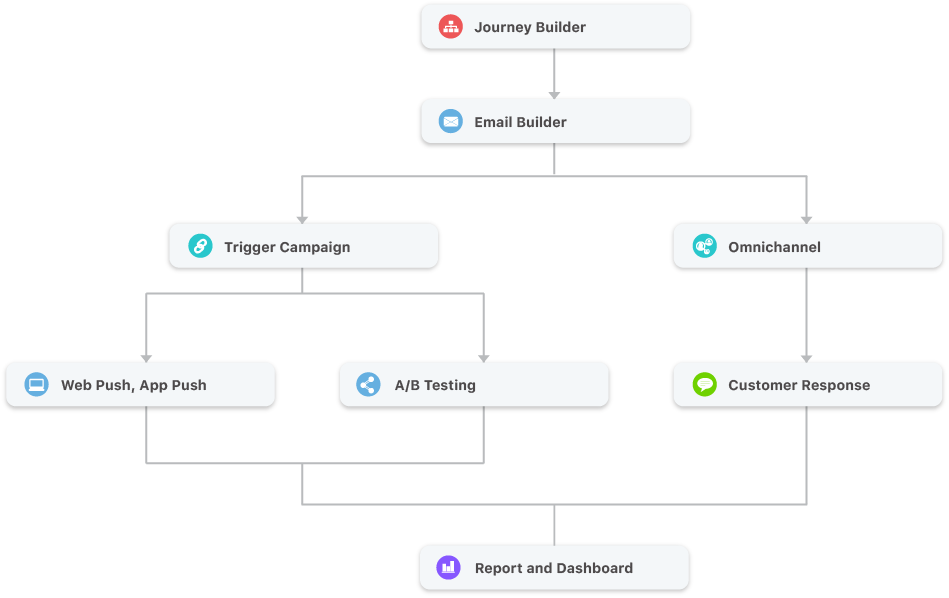 Journey Builder
Email Builder
Trigger Campaign
Omnichannel
Web Push, App Push
A/B Testing
Customer Response
Report and Dashboard